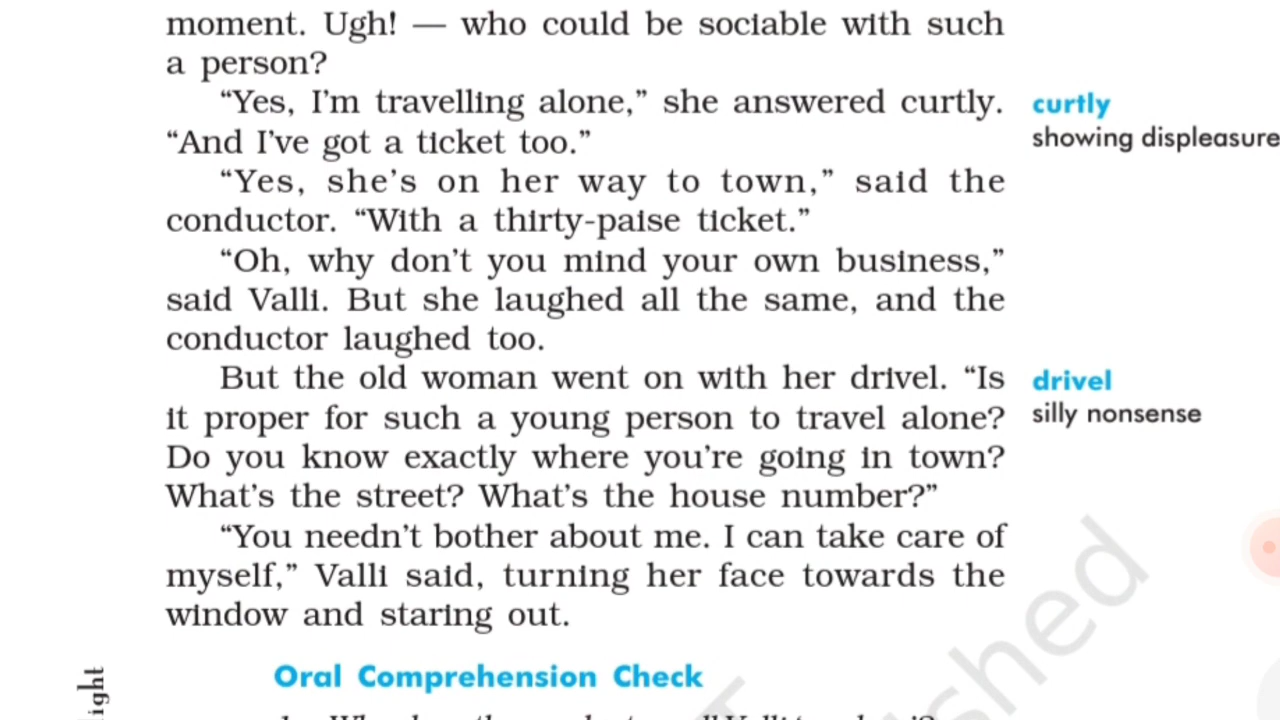 moment. Ugh! — who could be sociable with such
a person?
“Yes, I’m travelling alone,” she answered curtly.
“And I’ve got a ticket too.”
curtly
showing displeasure
“Yes, she’s on her way to town,” said the
conductor. “With a thirty-paise ticket.”
“Oh, why don’t you mind your own business,”
said Valli. But she laughed all the same, and the
conductor laughed too.
But the old woman went on with her drivel. “Is
it proper for such a young person to travel alone?
Do you know exactly where you’re going in town?
What’s the street? What’s the house number?”
drivel
silly nonsense
“You needn’t bother about me. I can take care of
myself,” Valli said, turning her face towards the
window and staring out.
Oral Comprehension Check